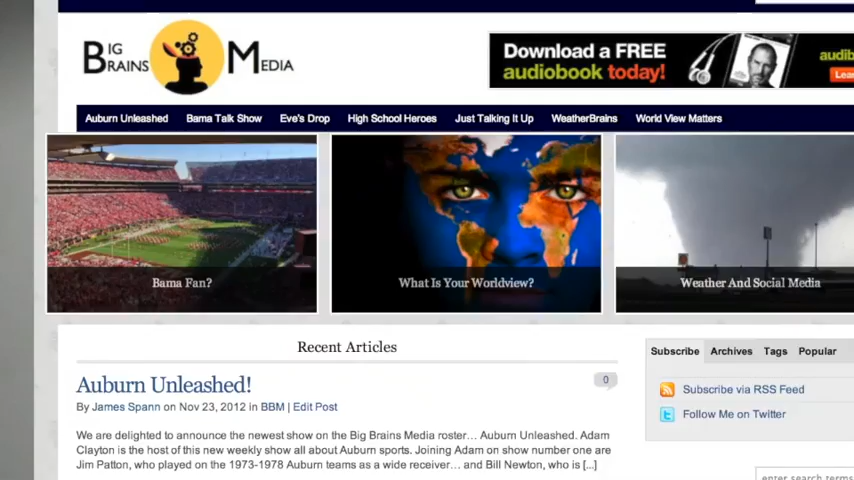 BIG BRAINS MEDIA
Download a FREE
audiobook today!
Auburn Unleashed Bama Talk Show Eve's Drop High School Heroes Just Talking It Up WeatherBrains World View Matters
Bama Fan? What Is Your Worldview? Weather And Social Media
Recent Articles
Auburn Unleashed!
0
By James Spann on Nov 23, 2012 in BBM | Edit Post
We are delighted to announce the newest show on the Big Brains Media roster... Auburn Unleashed. Adam
Clayton is the host of this new weekly show all about Auburn sports. Joining Adam on show number one are
Jim Patton, who played on the 1973-1978 Auburn teams as a wide receiver... and Bill Newton, who is [...]
Subscribe Archives Tags Popular
Subscribe via RSS Feed
Follow Me on Twitter
enter search terms